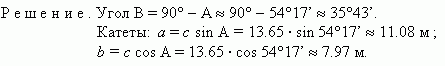 Решение. Угол B = 90° – A ≈ 90° – 54°17’ ≈ 35°43’.
Катеты: a = c sin A = 13.65 · sin 54°17’ ≈ 11.08 м ;
b = c cos A = 13.65 · cos 54°17’ ≈ 7.97 м.